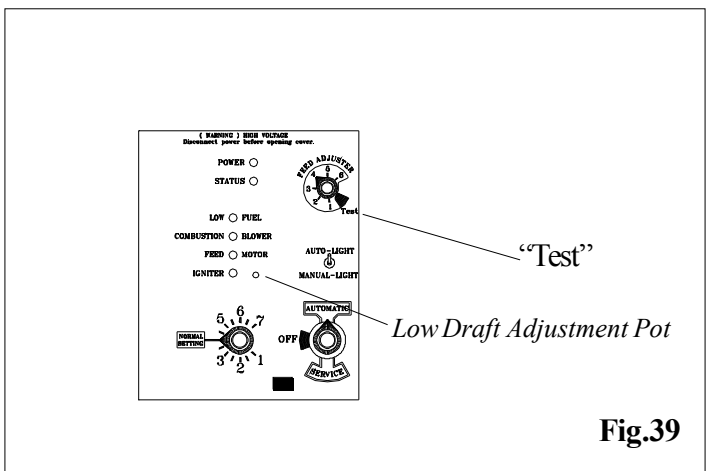 ( WARNING ) HIGH VOLTAGE
Disconnect power before opening cover.
POWER
STATUS
FEED ADJUSTER
1 2 3 4 5 6
Test
LOW FUEL
COMBUSTION BLOWER
FEED MOTOR
IGNITER
AUTO-LIGHT
MANUAL-LIGHT
"Test"
Low Draft Adjustment Pot
NORMAL
SETTING
1 2 3 5 6 7
AUTOMATIC
OFF
SERVICE
Fig.39